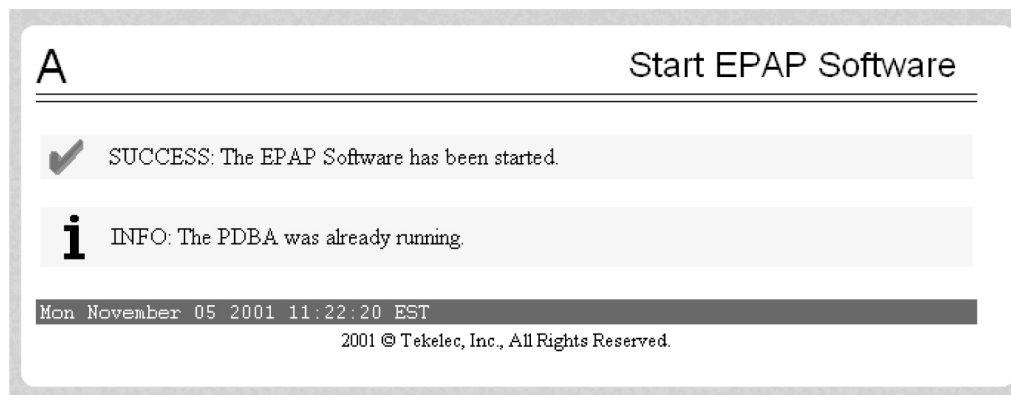 A
Start EPAP Software
SUCCESS: The EPAP Software has been started.
INFO: The PDBA was already running.
Mon November 05 2001 11:22:20 EST
2001 © Tekelec, Inc., All Rights Reserved.